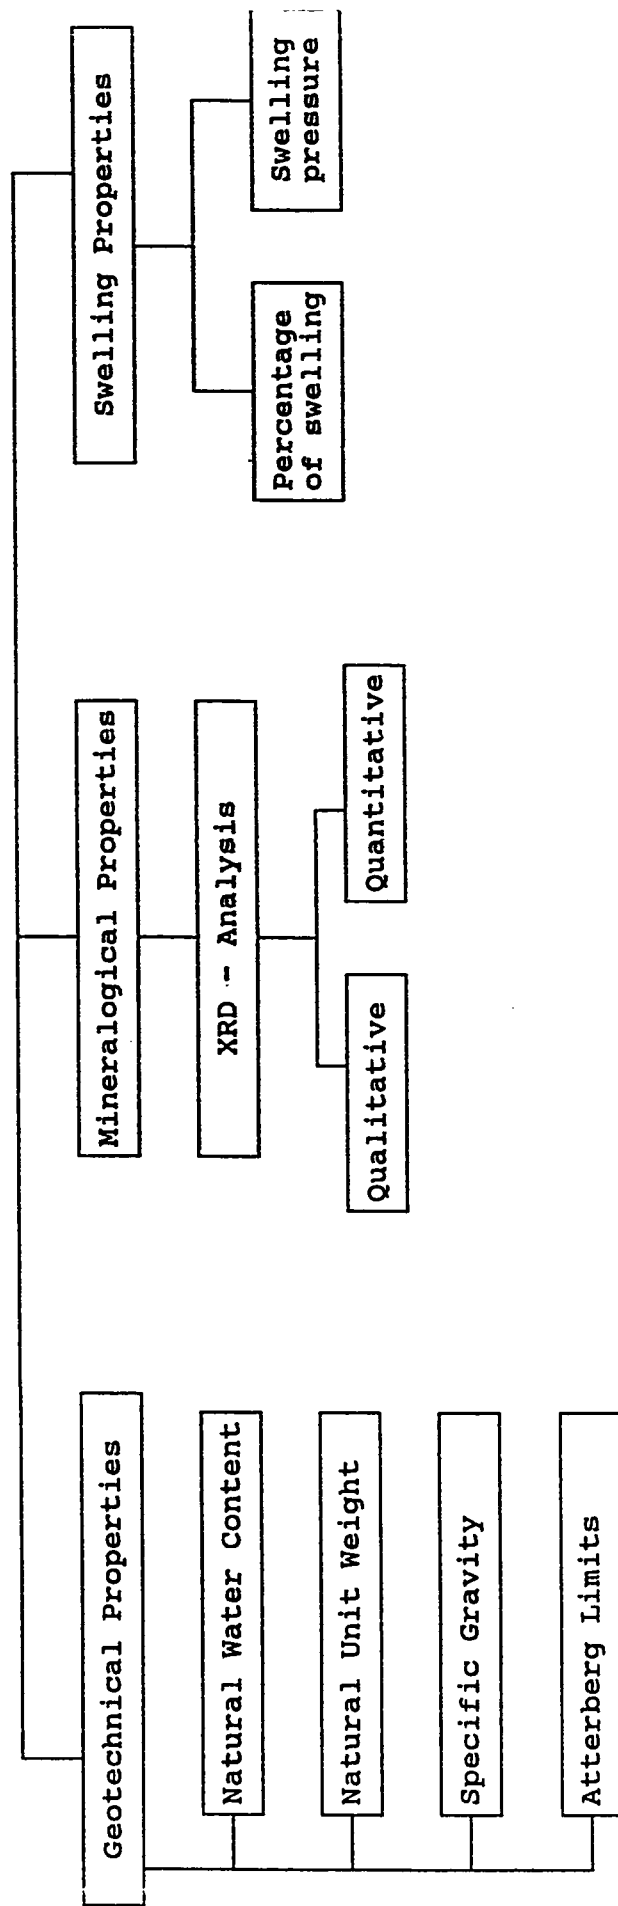 Geotechnical Properties
Natural Water Content
Natural Unit Weight
Specific Gravity
Atterberg Limits
Mineralogical Properties
XRD - Analysis
Qualitative
Quantitative
Swelling Properties
Percentage
of swelling
Swelling
pressure